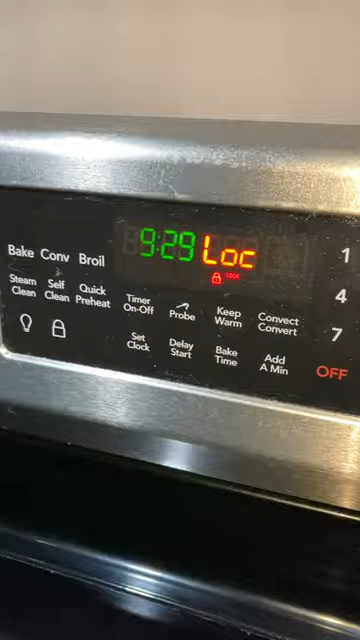 9:29 Loc
DOOR
Bake Conv Broil
Steam Clean
Self Clean
Quick Preheat
Timer On-Off
Probe
Keep Warm
Convect Convert
Set Clock
Delay Start
Bake Time
Add A Min
1
4
7
OFF